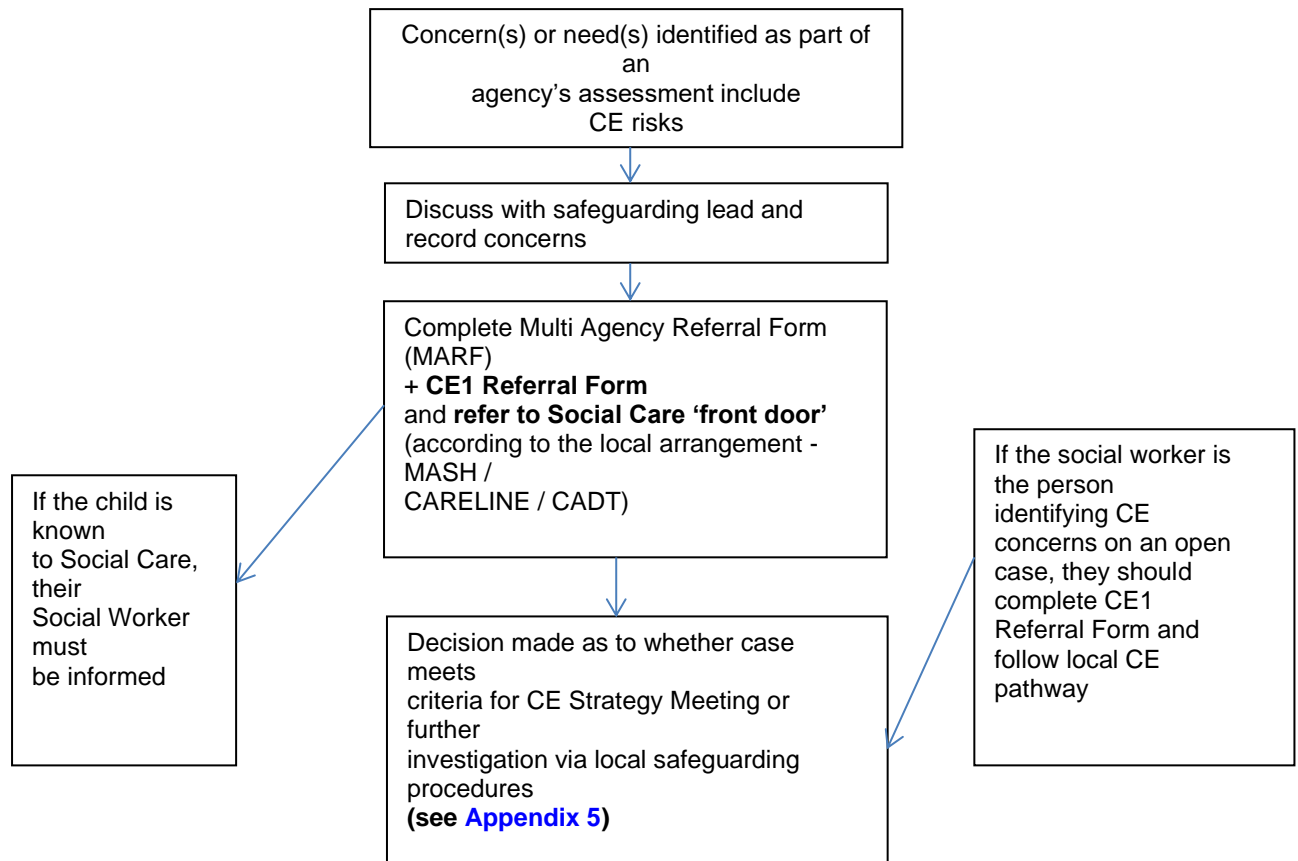 Concern(s) or need(s) identified as part of
an
agency’s assessment include
CE risks
Discuss with safeguarding lead and
record concerns
Complete Multi Agency Referral Form
(MARF)
+ CE1 Referral Form
and refer to Social Care ‘front door’
(according to the local arrangement -
MASH /
CARELINE / CADT)
If the child is
known
to Social Care,
their
Social Worker
must
be informed
If the social worker is
the person
identifying CE
concerns on an open
case, they should
complete CE1
Referral Form and
follow local CE
pathway
Decision made as to whether case
meets
criteria for CE Strategy Meeting or
further
investigation via local safeguarding
procedures
(see Appendix 5)